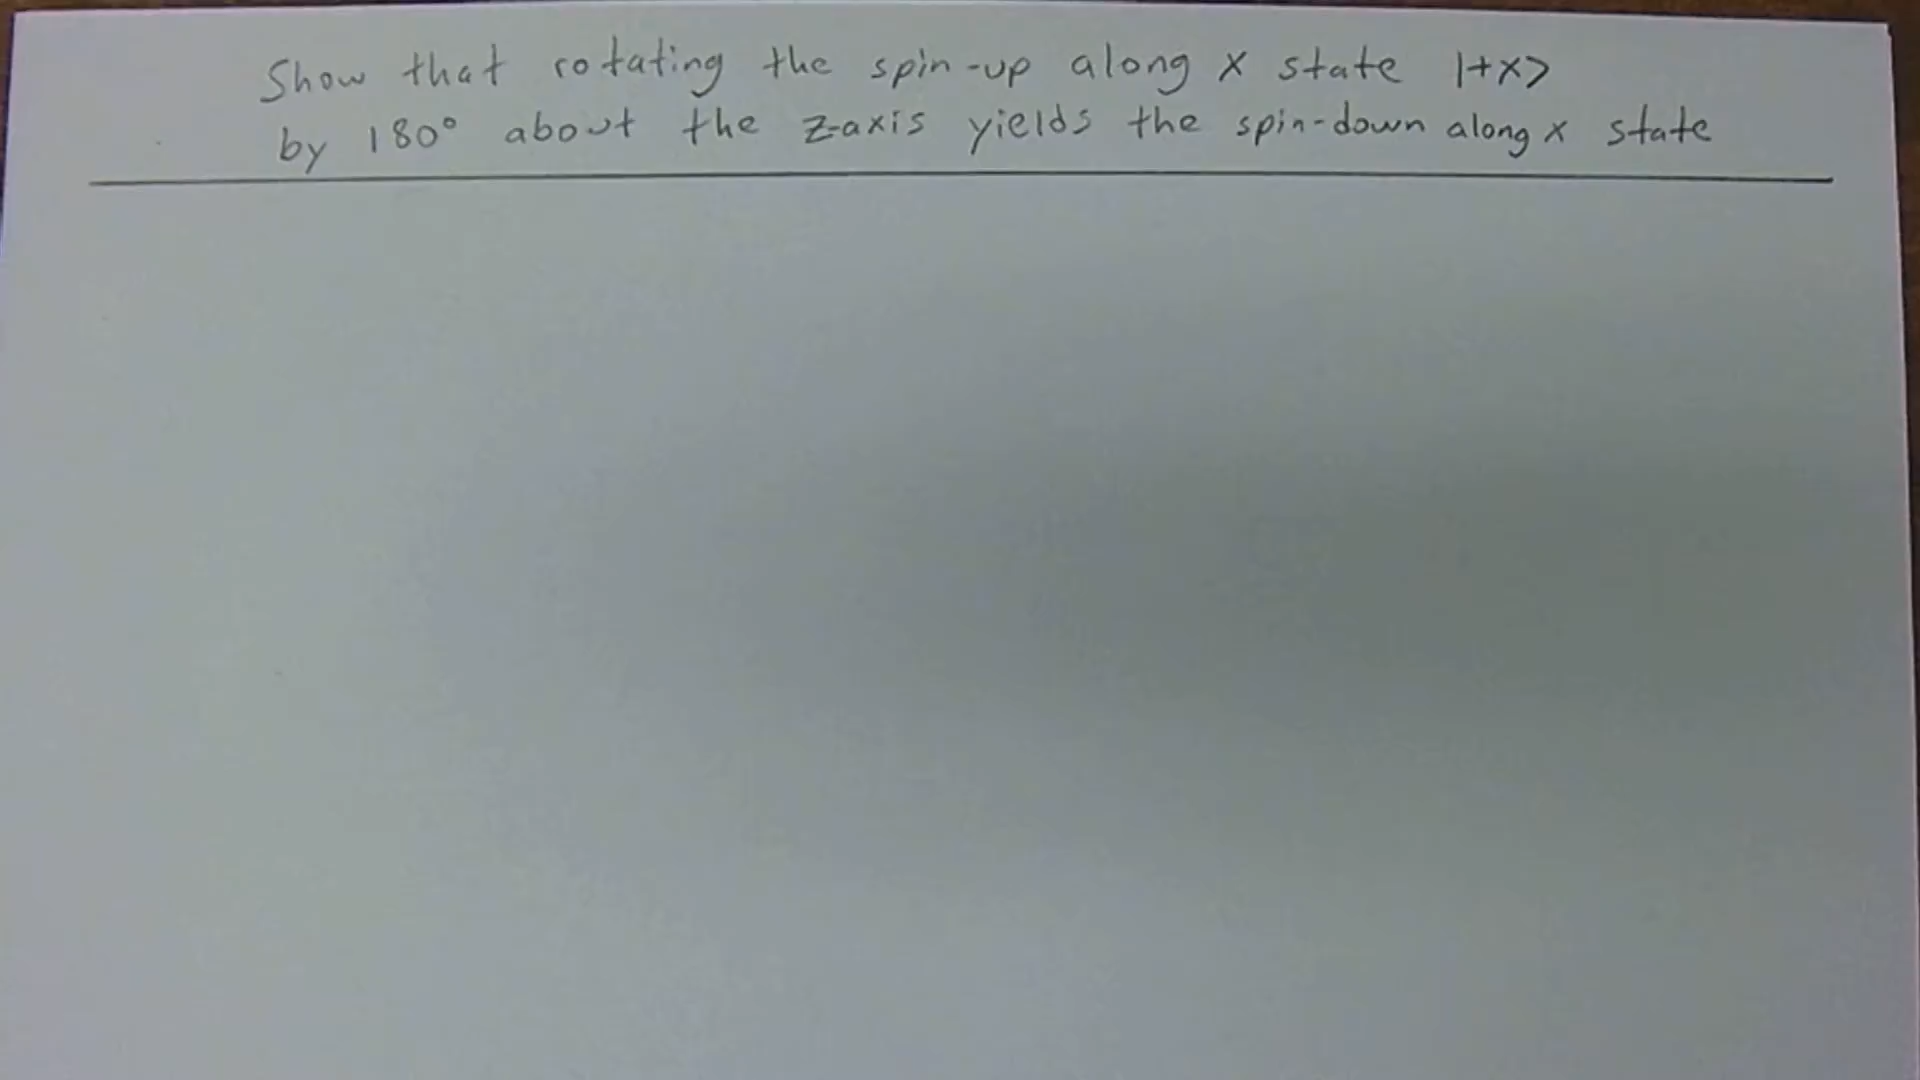 Show that rotating the spin-up along x state |+x>
by 180° about the z-axis yields the spin-down along x state